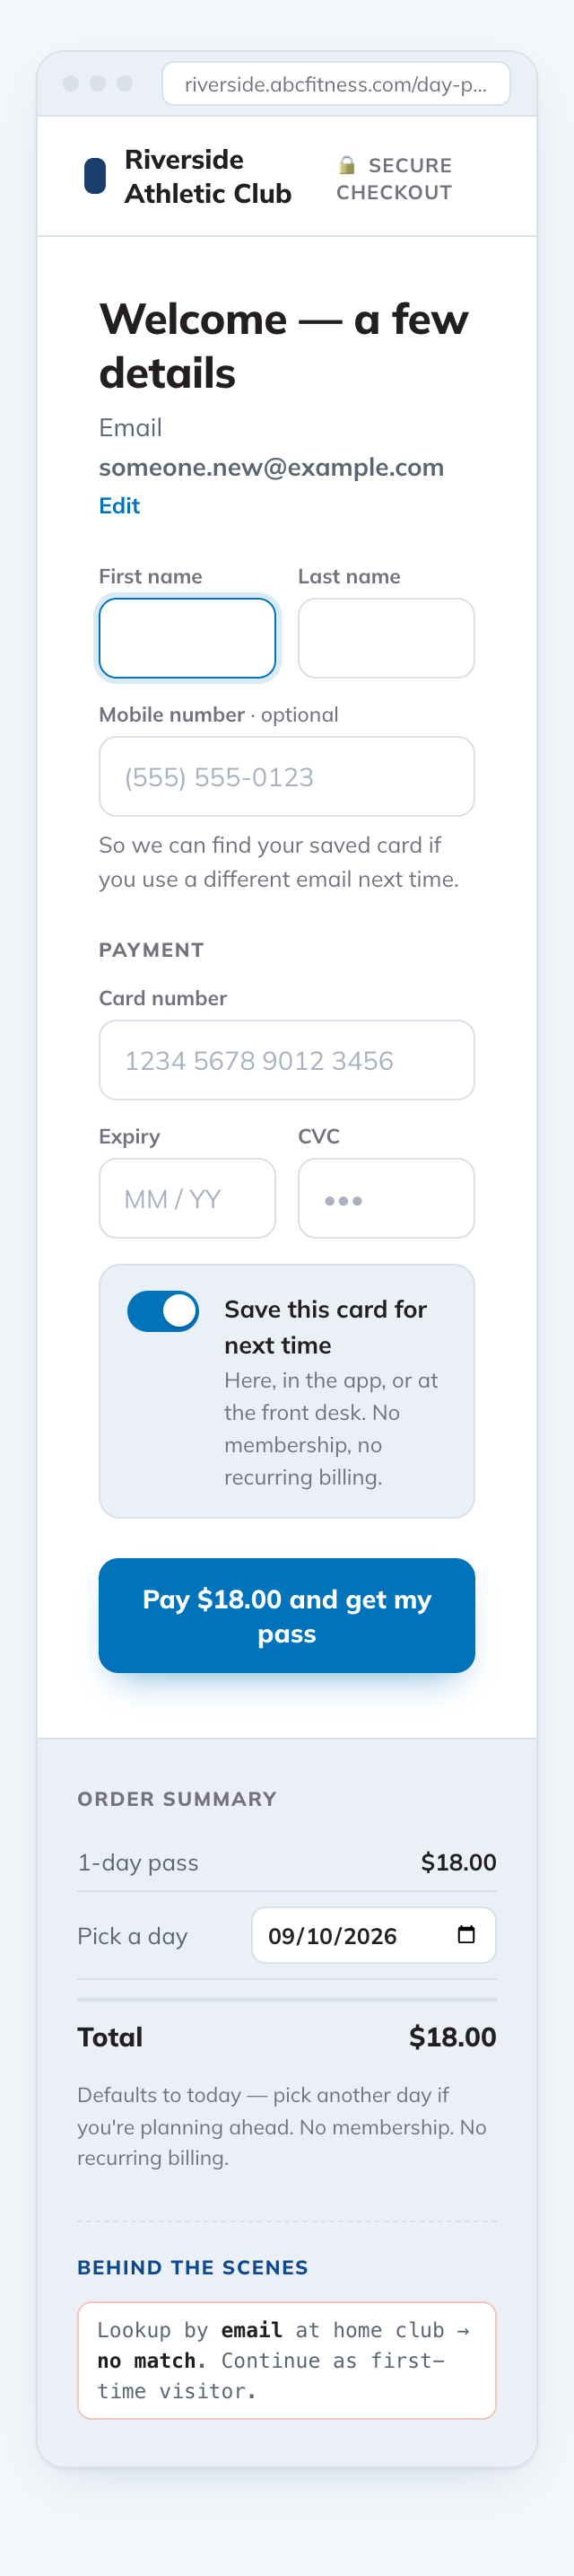 riverside.abcfitness.com/day-p...
Riverside
Athletic Club
🔒 SECURE
CHECKOUT
Welcome — a few
details
Email
someone.new@example.com
Edit
First name
Last name
Mobile number · optional
(555) 555-0123
So we can find your saved card if
you use a different email next time.
PAYMENT
Card number
1234 5678 9012 3456
Expiry
CVC
MM / YY
•••
Save this card for
next time
Here, in the app, or at
the front desk. No
membership, no
recurring billing.
Pay $18.00 and get my
pass
ORDER SUMMARY
1-day pass $18.00
Pick a day 09/10/2026
Total $18.00
Defaults to today — pick another day if
you're planning ahead. No membership. No
recurring billing.
BEHIND THE SCENES
Lookup by email at home club →
no match. Continue as first-
time visitor.